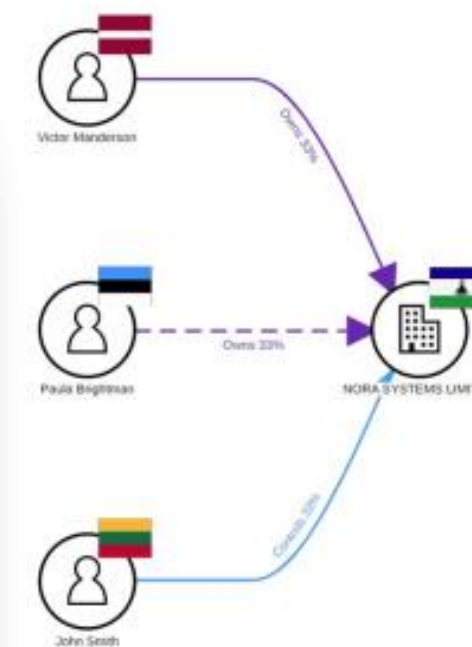 Victor Manderson
Owns 33%
Paula Brightman
Owns 33%
NORA SYSTEMS LIMI
Controls 33%
John Smith